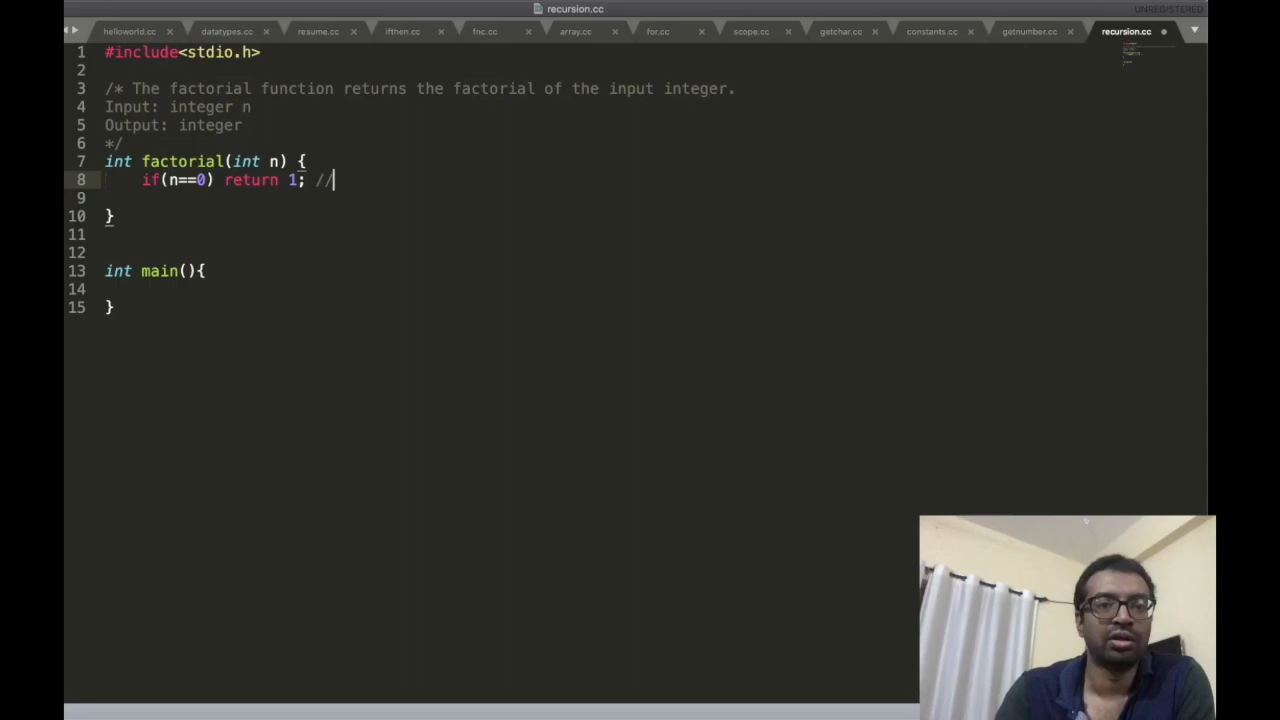 recursion.cc
UNREGISTERED
helloworld.cc
datatypes.cc
resume.cc
ifthen.cc
fnc.cc
array.cc
for.cc
scope.cc
getchar.cc
constants.cc
getnumber.cc
recursion.cc
1 #include<stdio.h>
2
3 /* The factorial function returns the factorial of the input integer.
4 Input: integer n
5 Output: integer
6 */
7 int factorial(int n) {
8 if(n==0) return 1; //
9
10 }
11
12
13 int main(){
14
15 }